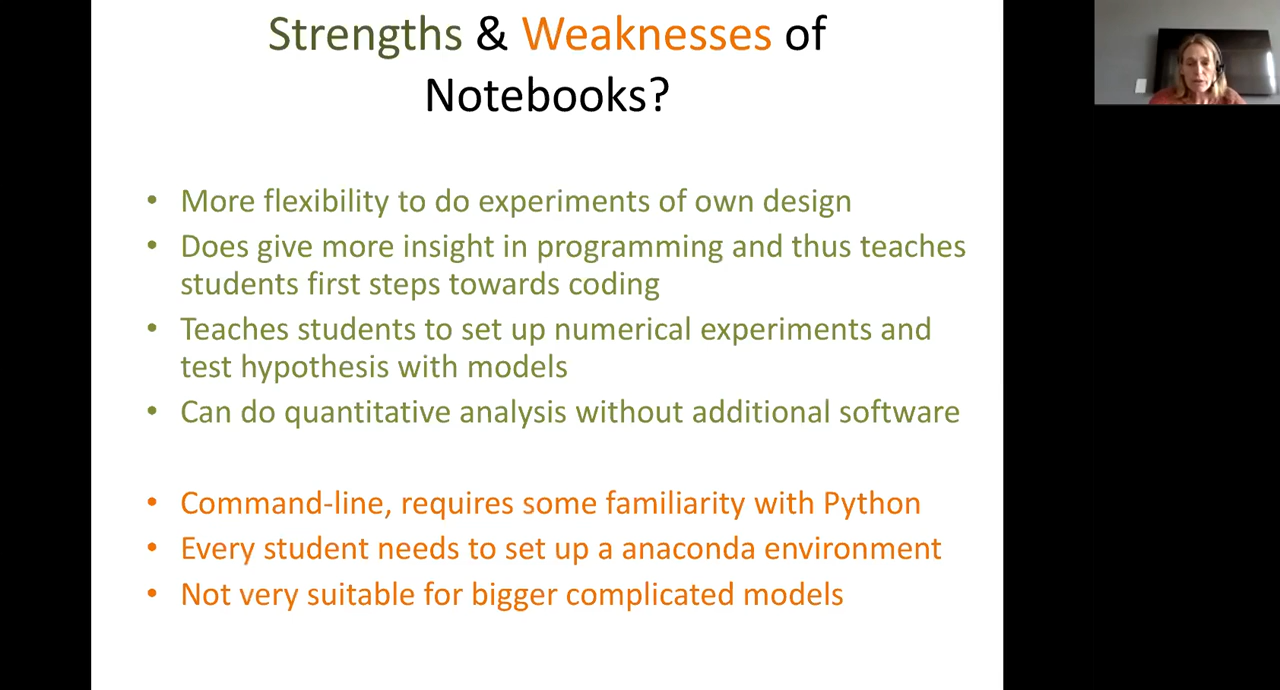 Strengths & Weaknesses of
Notebooks?
• More flexibility to do experiments of own design
• Does give more insight in programming and thus teaches
students first steps towards coding
• Teaches students to set up numerical experiments and
test hypothesis with models
• Can do quantitative analysis without additional software
• Command-line, requires some familiarity with Python
• Every student needs to set up a anaconda environment
• Not very suitable for bigger complicated models